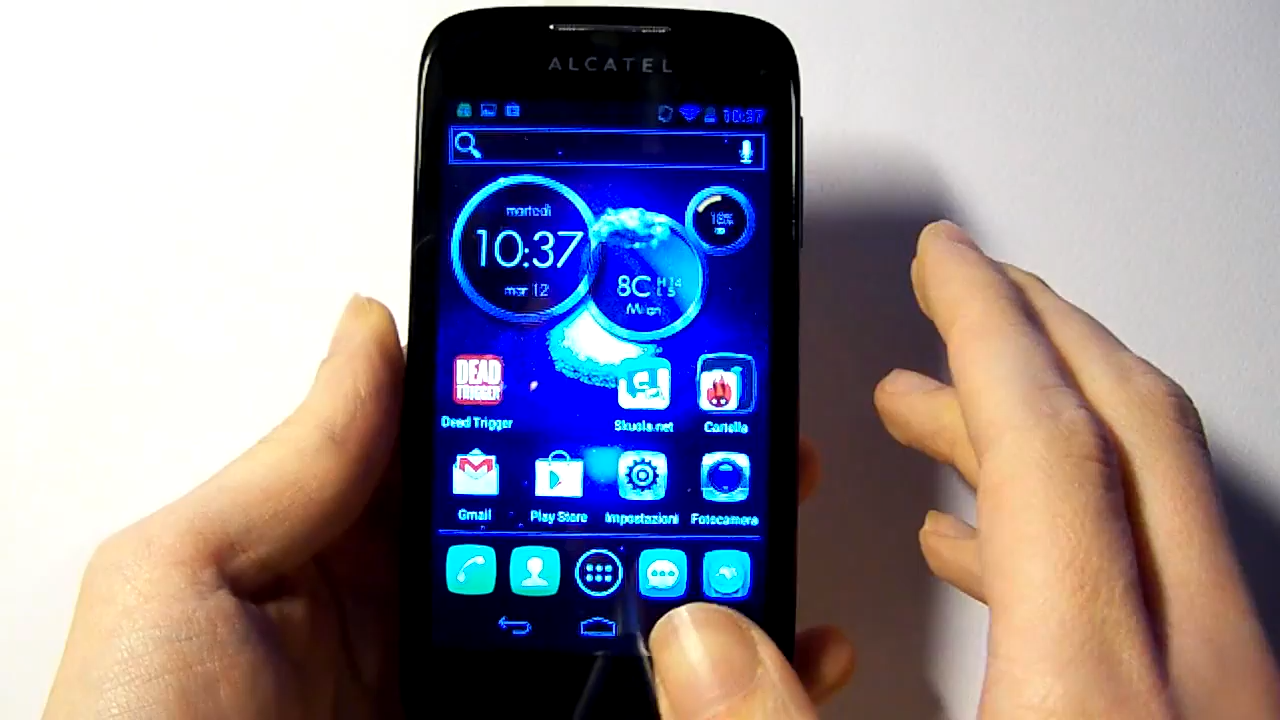 ALCATEL
10:37
martedì
10:37
mar 12
8C
Milan
DEAD
TRIGGER
Dead Trigger
Skuola.net
Cartella
Gmail
Play Store
Impostazioni
Fotocamera